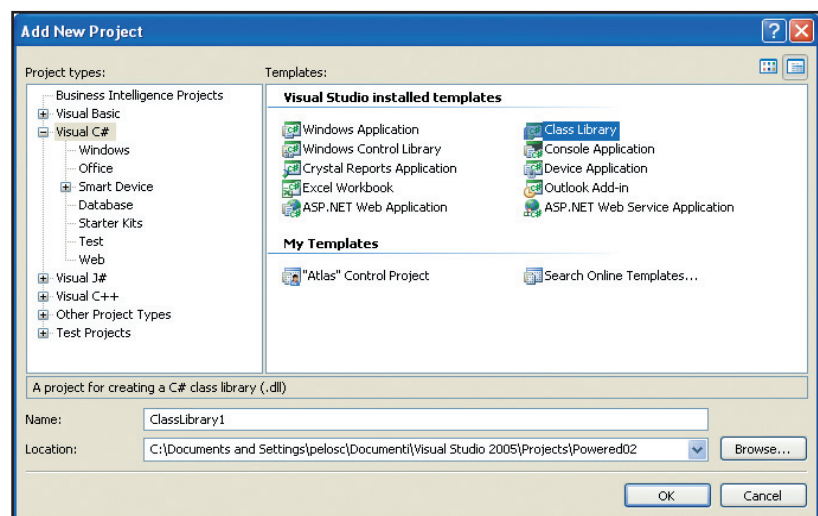 Add New Project
Project types:
Templates:
Business Intelligence Projects
Visual Basic
Visual C#
Windows
Office
Smart Device
Database
Starter Kits
Test
Web
Visual J#
Visual C++
Other Project Types
Test Projects
Visual Studio installed templates
Windows Application
Class Library
Windows Control Library
Console Application
Crystal Reports Application
Device Application
Excel Workbook
Outlook Add-in
ASP.NET Web Application
ASP.NET Web Service Application
My Templates
"Atlas" Control Project
Search Online Templates...
A project for creating a C# class library (.dll)
Name:
ClassLibrary1
Location:
C:\Documents and Settings\pelosc\Documenti\Visual Studio 2005\Projects\Powered02
Browse...
OK
Cancel